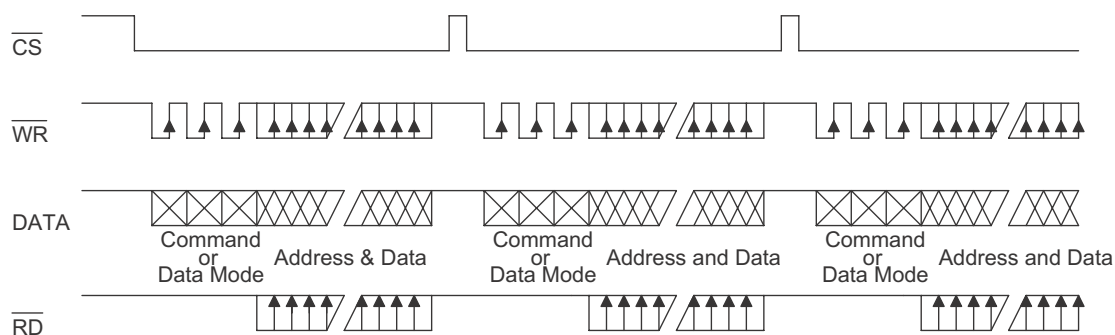 CS
WR
DATA
Command
or
Data Mode
Address & Data
Command
or
Data Mode
Address and Data
Command
or
Data Mode
Address and Data
RD